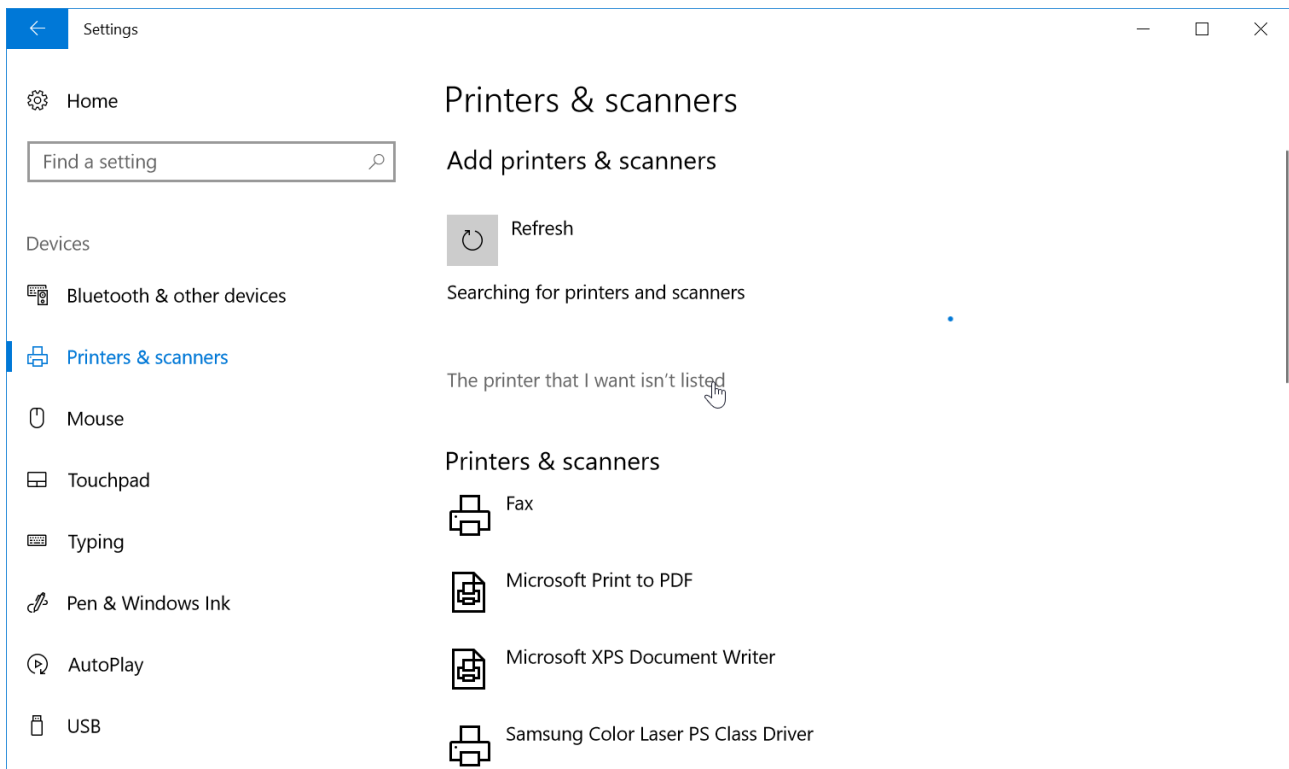 Settings
Home
Find a setting
Devices
Bluetooth & other devices
Printers & scanners
Mouse
Touchpad
Typing
Pen & Windows Ink
AutoPlay
USB
Printers & scanners
Add printers & scanners
Refresh
Searching for printers and scanners
The printer that I want isn’t listed
Printers & scanners
Fax
Microsoft Print to PDF
Microsoft XPS Document Writer
Samsung Color Laser PS Class Driver